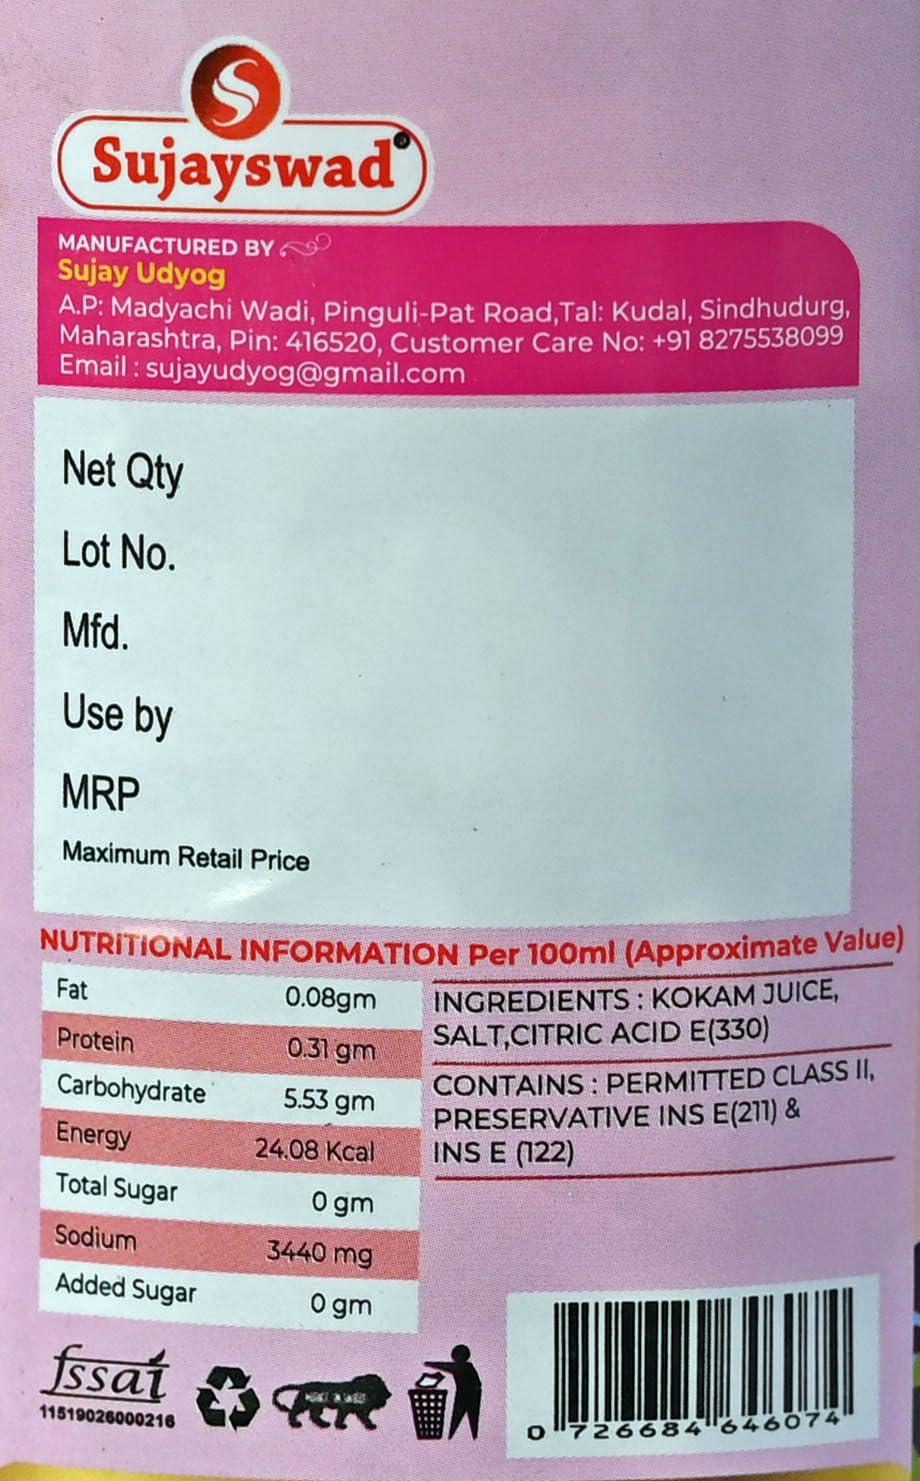 Sujayswad
MANUFACTURED BY
Sujay Udyog
A.P: Madyachi Wadi, Pinguli-Pat Road,Tal: Kudal, Sindhudurg,
Maharashtra, Pin: 416520, Customer Care No: +91 8275538099
Email : sujayudyog@gmail.com
Net Qty
Lot No.
Mfd.
Use by
MRP
Maximum Retail Price
NUTRITIONAL INFORMATION Per 100ml (Approximate Value)
Fat 0.08gm
Protein 0.31 gm
Carbohydrate 5.53 gm
Energy 24.08 Kcal
Total Sugar 0 gm
Sodium 3440 mg
Added Sugar 0 gm
INGREDIENTS : KOKAM JUICE,
SALT,CITRIC ACID E(330)
CONTAINS : PERMITTED CLASS II,
PRESERVATIVE INS E(211) &
INS E (122)
fssai
11519026000216
0 726684 646074